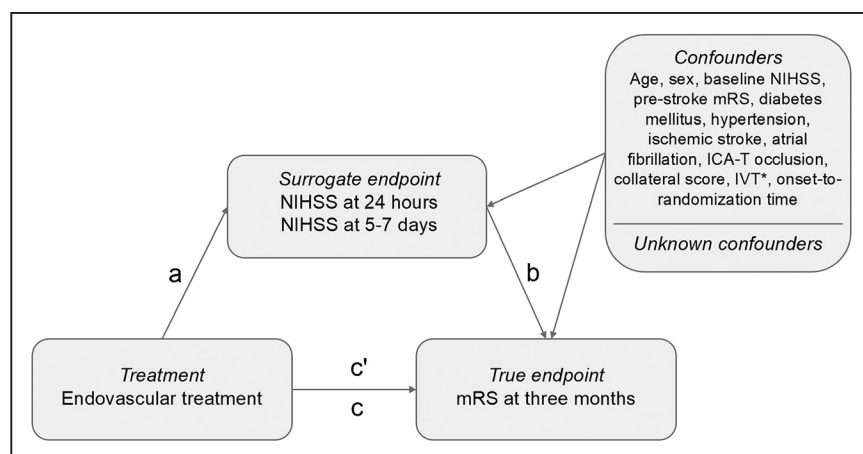 Confounders
Age, sex, baseline NIHSS,
pre-stroke mRS, diabetes
mellitus, hypertension,
ischemic stroke, atrial
fibrillation, ICA-T occlusion,
collateral score, IVT*, onset-to-
randomization time
Unknown confounders
Surrogate endpoint
NIHSS at 24 hours
NIHSS at 5-7 days
a
b
Treatment
Endovascular treatment
c'
c
True endpoint
mRS at three months